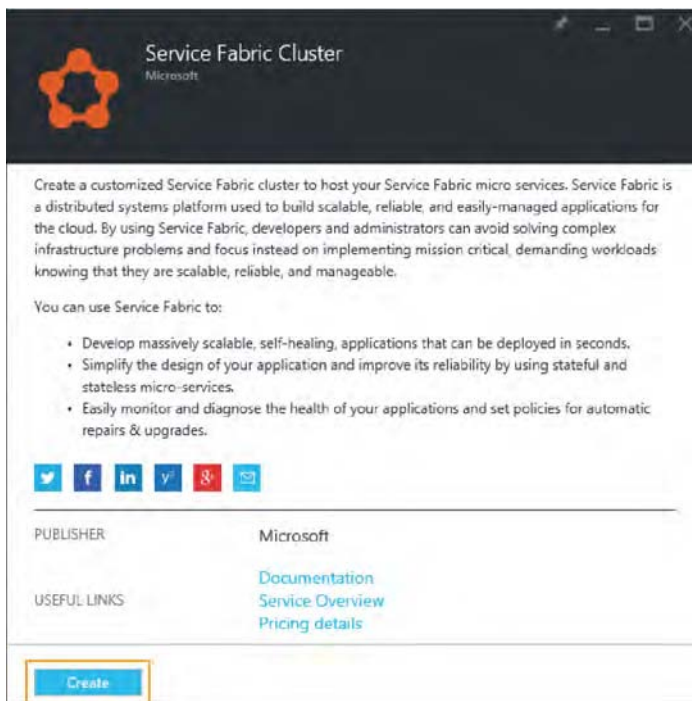 Service Fabric Cluster
Microsoft
Create a customized Service Fabric cluster to host your Service Fabric micro services. Service Fabric is
a distributed systems platform used to build scalable, reliable, and easily-managed applications for
the cloud. By using Service Fabric, developers and administrators can avoid solving complex
infrastructure problems and focus instead on implementing mission critical, demanding workloads
knowing that they are scalable, reliable, and manageable.
You can use Service Fabric to:
• Develop massively scalable, self-healing, applications that can be deployed in seconds.
• Simplify the design of your application and improve its reliability by using stateful and
stateless micro-services.
• Easily monitor and diagnose the health of your applications and set policies for automatic
repairs & upgrades.
f in y 8+
PUBLISHER Microsoft
USEFUL LINKS Documentation
Service Overview
Pricing details
Create